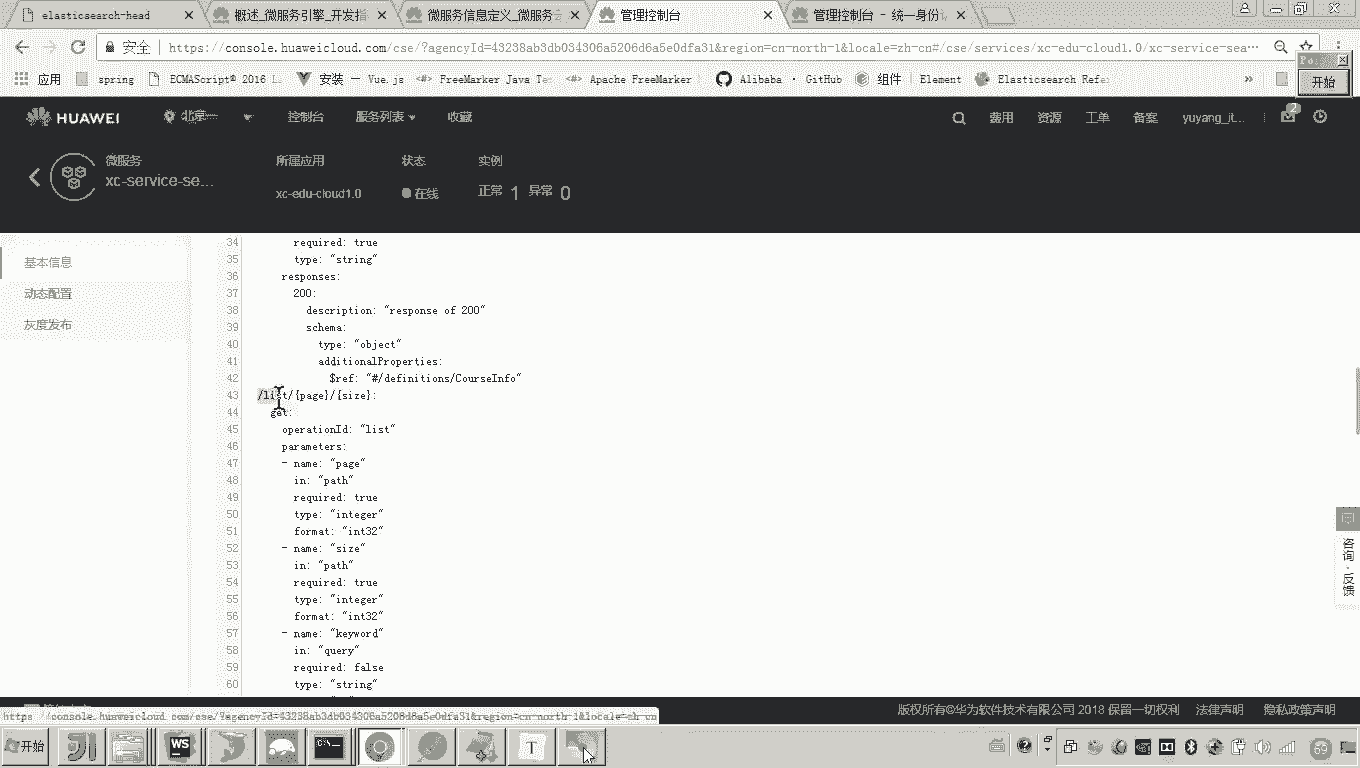 elasticsearch-head
概述_微服务引擎_开发指
微服务信息定义_微服务云
管理控制台
管理控制台 - 统一身份认
安全
https://console.huaweicloud.com/cse/?agencyId=43238ab3db034306a5206d6a5e0dfa31&region=cn-north-1&locale=zh-cn#/cse/services/xc-edu-cloud1.0/xc-service-sea…
应用
spring
ECMAScript® 2016 L
安装 — Vue.js
FreeMarker Java Te
Apache FreeMarker
Alibaba · GitHub
组件
Element
Elasticsearch Refe
»
开始
HUAWEI
北京一
控制台
服务列表
收藏
费用
资源
工单
备案
yuyang_it...
2
微服务
xc-service-se...
所属应用
xc-edu-cloud1.0
状态
在线
实例
正常 1 异常 0
基本信息
动态配置
灰度发布
34 required: true
35 type: "string"
36 responses:
37 200:
38 description: "response of 200"
39 schema:
40 type: "object"
41 additionalProperties:
42 $ref: "#/definitions/CourseInfo"
43 /list/{page}/{size}:
44 get:
45 operationId: "list"
46 parameters:
47 - name: "page"
48 in: "path"
49 required: true
50 type: "integer"
51 format: "int32"
52 - name: "size"
53 in: "path"
54 required: true
55 type: "integer"
56 format: "int32"
57 - name: "keyword"
58 in: "query"
59 required: false
60 type: "string"
咨询·反馈
https://console.huaweicloud.com/cse/?agencyId=43238ab3db034306a5206d6a5e0dfa31&region=cn-north-1&locale=zh-cn
版权所有©华为软件技术有限公司 2018 保留一切权利
法律声明
隐私政策声明
开始
WS
T
69